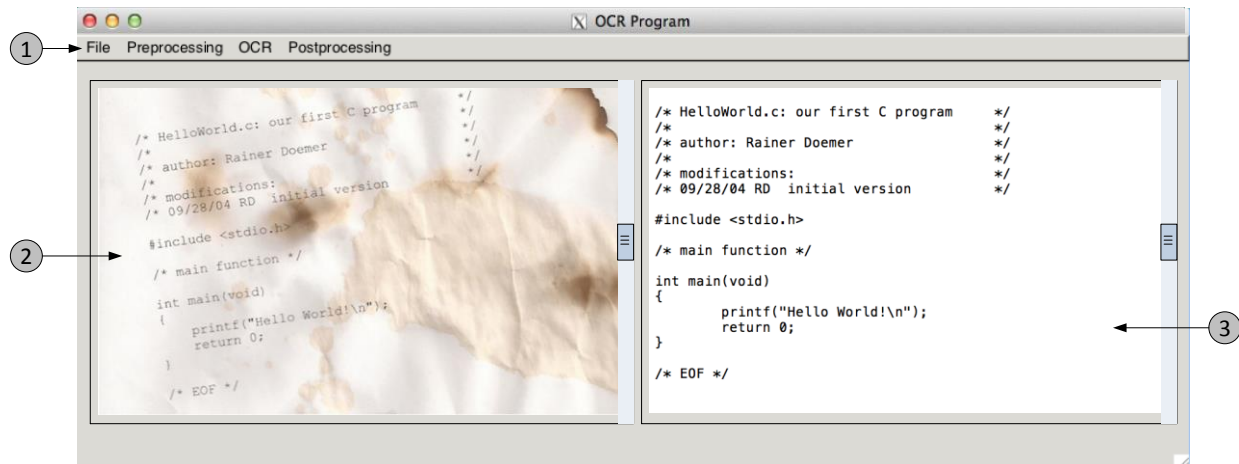 OCR Program
1
File Preprocessing OCR Postprocessing
2
/* HelloWorld.c: our first C program */
/* */
/* author: Rainer Doemer */
/* */
/* modifications: */
/* 09/28/04 RD initial version */
#include <stdio.h>
/* main function */
int main(void)
{
printf("Hello World!\n");
return 0;
}
/* EOF */
/* HelloWorld.c: our first C program */
/* */
/* author: Rainer Doemer */
/* */
/* modifications: */
/* 09/28/04 RD initial version */
#include <stdio.h>
/* main function */
int main(void)
{
printf("Hello World!\n");
return 0;
}
/* EOF */
3